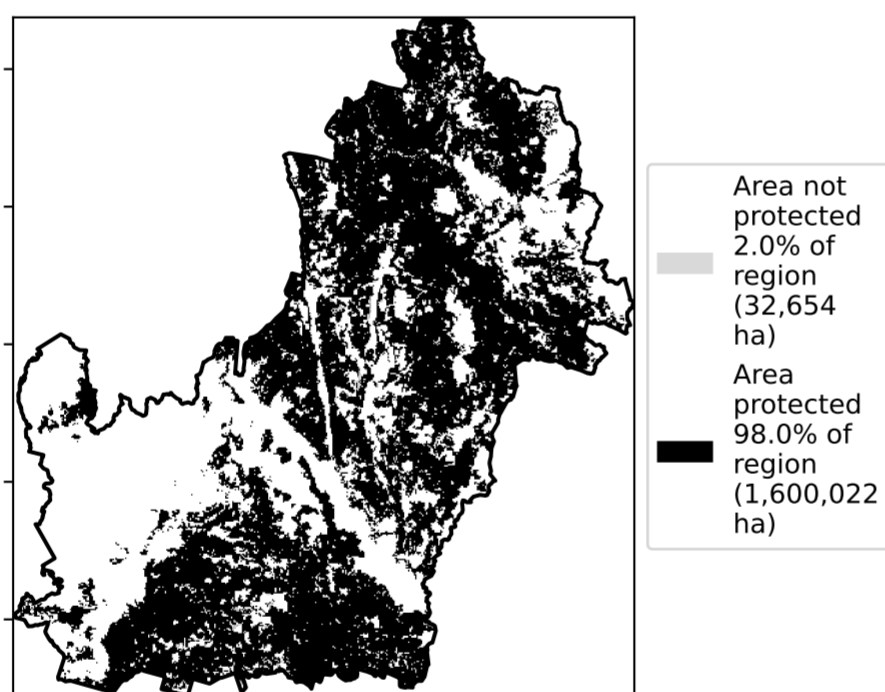 Area not
protected
2.0% of
region
(32,654
ha)
Area
protected
98.0% of
region
(1,600,022
ha)